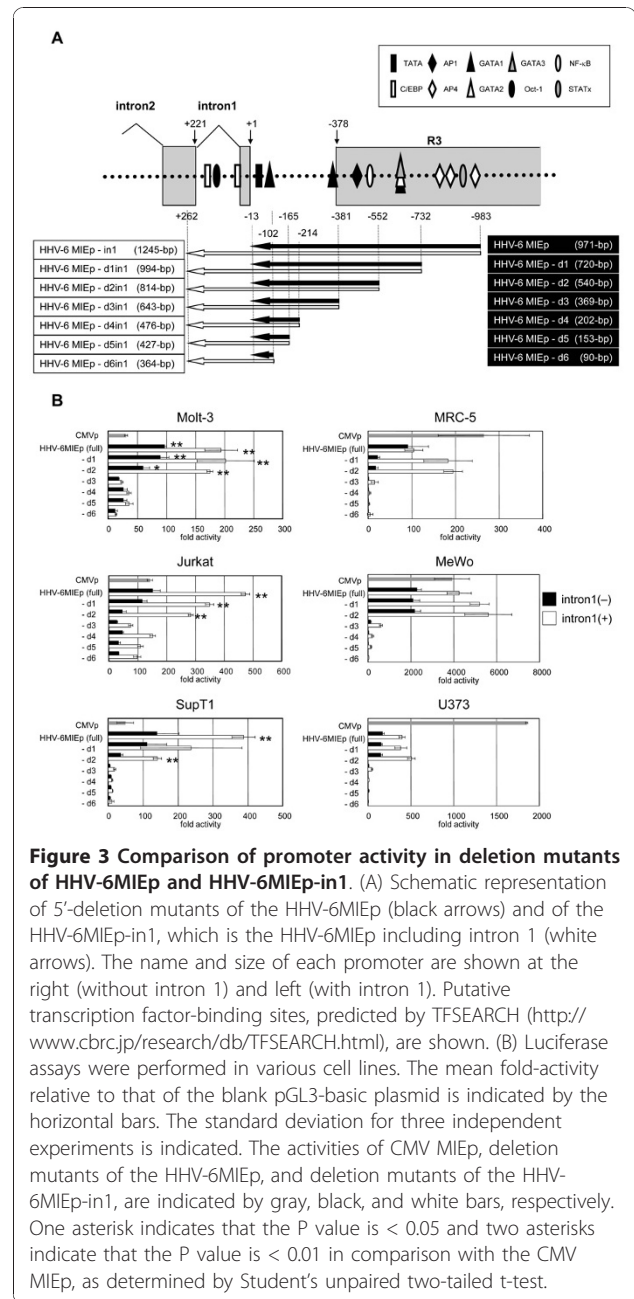 A
TATA AP1 GATA1 GATA3 NF-κB
C/EBP AP4 GATA2 Oct-1 STATx
intron2 intron1
+221 +1 -378
R3
+262 -13 -165 -381 -552 -732 -983
-102 -214
HHV-6 MIEp - in1 (1245-bp) HHV-6 MIEp (971-bp)
HHV-6 MIEp - d1in1 (994-bp) HHV-6 MIEp - d1 (720-bp)
HHV-6 MIEp - d2in1 (814-bp) HHV-6 MIEp - d2 (540-bp)
HHV-6 MIEp - d3in1 (643-bp) HHV-6 MIEp - d3 (369-bp)
HHV-6 MIEp - d4in1 (476-bp) HHV-6 MIEp - d4 (202-bp)
HHV-6 MIEp - d5in1 (427-bp) HHV-6 MIEp - d5 (153-bp)
HHV-6 MIEp - d6in1 (364-bp) HHV-6 MIEp - d6 (90-bp)
B
Molt-3
CMVp
HHV-6MIEp (full) ** **
- d1 ** **
- d2 * **
- d3
- d4
- d5
- d6
0 50 100 150 200 250 300
fold activity
MRC-5
CMVp
HHV-6MIEp (full)
- d1
- d2
- d3
- d4
- d5
- d6
0 100 200 300 400
fold activity
Jurkat
CMVp
HHV-6MIEp (full) **
- d1 **
- d2 **
- d3
- d4
- d5
- d6
0 100 200 300 400 500 600
fold activity
MeWo
CMVp
HHV-6MIEp (full)
- d1
- d2
- d3
- d4
- d5
- d6
0 2000 4000 6000 8000
fold activity
intron1(-)
intron1(+)
SupT1
CMVp
HHV-6MIEp (full) **
- d1
- d2 **
- d3
- d4
- d5
- d6
0 100 200 300 400 500
fold activity
U373
CMVp
HHV-6MIEp (full)
- d1
- d2
- d3
- d4
- d5
- d6
0 500 1000 1500 2000
fold activity
Figure 3 Comparison of promoter activity in deletion mutants
of HHV-6MIEp and HHV-6MIEp-in1. (A) Schematic representation
of 5'-deletion mutants of the HHV-6MIEp (black arrows) and of the
HHV-6MIEp-in1, which is the HHV-6MIEp including intron 1 (white
arrows). The name and size of each promoter are shown at the
right (without intron 1) and left (with intron 1). Putative
transcription factor-binding sites, predicted by TFSEARCH (http://
www.cbrc.jp/research/db/TFSEARCH.html), are shown. (B) Luciferase
assays were performed in various cell lines. The mean fold-activity
relative to that of the blank pGL3-basic plasmid is indicated by the
horizontal bars. The standard deviation for three independent
experiments is indicated. The activities of CMV MIEp, deletion
mutants of the HHV-6MIEp, and deletion mutants of the HHV-
6MIEp-in1, are indicated by gray, black, and white bars, respectively.
One asterisk indicates that the P value is < 0.05 and two asterisks
indicate that the P value is < 0.01 in comparison with the CMV
MIEp, as determined by Student's unpaired two-tailed t-test.